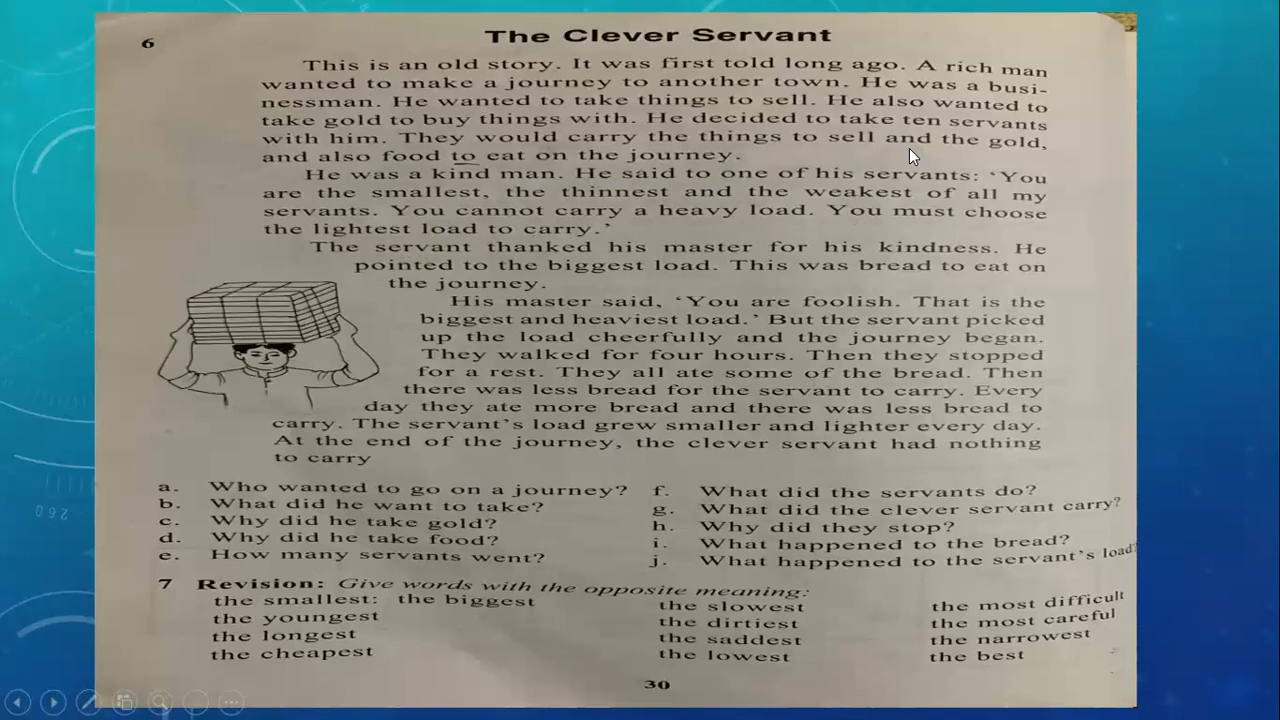 6
The Clever Servant
This is an old story. It was first told long ago. A rich man
wanted to make a journey to another town. He was a busi-
nessman. He wanted to take things to sell. He also wanted to
take gold to buy things with. He decided to take ten servants
with him. They would carry the things to sell and the gold,
and also food to eat on the journey.
He was a kind man. He said to one of his servants: ‘You
are the smallest, the thinnest and the weakest of all my
servants. You cannot carry a heavy load. You must choose
the lightest load to carry.’
The servant thanked his master for his kindness. He
pointed to the biggest load. This was bread to eat on
the journey.
His master said, ‘You are foolish. That is the
biggest and heaviest load.’ But the servant picked
up the load cheerfully and the journey began.
They walked for four hours. Then they stopped
for a rest. They all ate some of the bread. Then
there was less bread for the servant to carry. Every
day they ate more bread and there was less bread to
carry. The servant’s load grew smaller and lighter every day.
At the end of the journey, the clever servant had nothing
to carry
a. Who wanted to go on a journey?
b. What did he want to take?
c. Why did he take gold?
d. Why did he take food?
e. How many servants went?
f. What did the servants do?
g. What did the clever servant carry?
h. Why did they stop?
i. What happened to the bread?
j. What happened to the servant’s load?
7 Revision: Give words with the opposite meaning:
the smallest: the biggest
the youngest
the longest
the cheapest
the slowest
the dirtiest
the saddest
the lowest
the most difficult
the most careful
the narrowest
the best
30
260